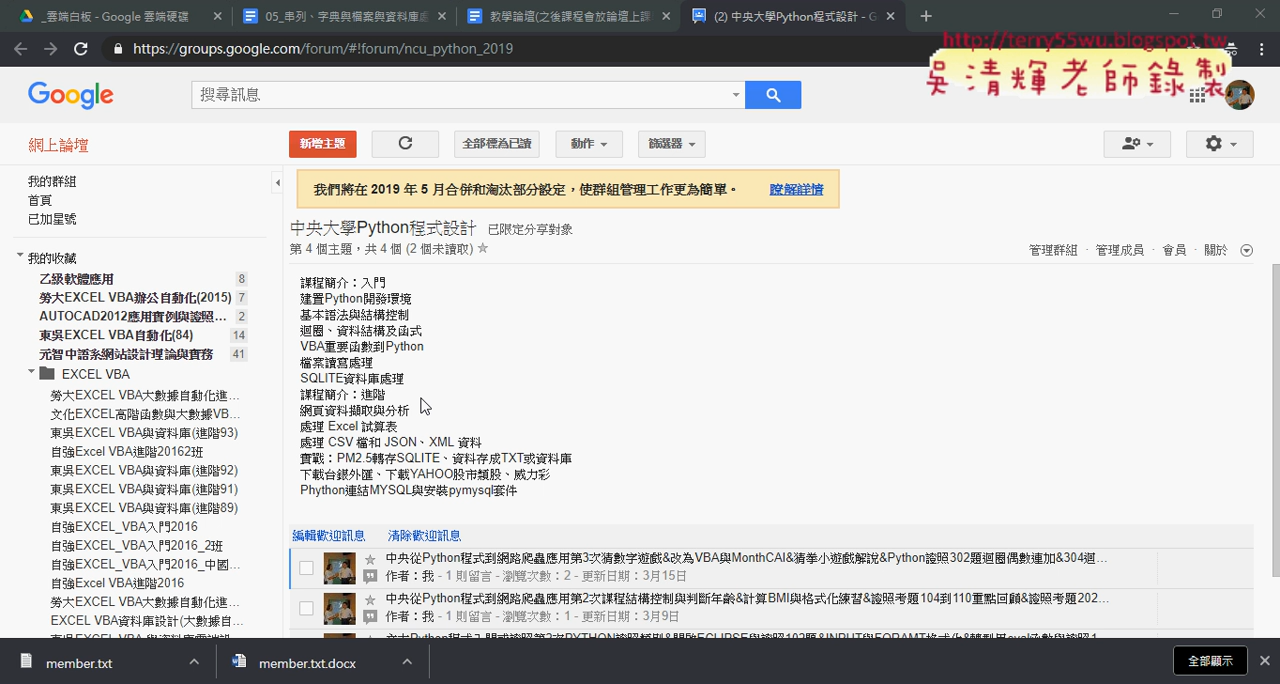 _雲端白板 - Google 雲端硬碟
05_串列、字典與檔案與資料庫處
教學論壇(之後課程會放論壇上課
(2) 中央大學Python程式設計 - G
https://groups.google.com/forum/#!forum/ncu_python_2019
http://terry55wu.blogspot.tw
吳清輝老師錄製
Google
搜尋訊息
網上論壇
新增主題
全部標為已讀
動作
篩選器
我的群組
首頁
已加星號
我們將在 2019 年 5 月合併和淘汰部分設定，使群組管理工作更為簡單。 瞭解詳情
中央大學Python程式設計 已限定分享對象
第 4 個主題，共 4 個 (2 個未讀取)
管理群組 · 管理成員 · 會員 · 關於
我的收藏
乙級軟體應用 8
勞大EXCEL VBA辦公自動化(2015) 7
AUTOCAD2012應用實例與證照... 2
東吳EXCEL VBA自動化(84) 14
元智中語系網站設計理論與實務 41
EXCEL VBA
勞大EXCEL VBA大數據自動化進...
文化EXCEL高階函數與大數據VB...
東吳EXCEL VBA與資料庫(進階93)
自強Excel VBA進階20162班
東吳EXCEL VBA與資料庫(進階92)
東吳EXCEL VBA與資料庫(進階91)
東吳EXCEL VBA與資料庫(進階89)
自強EXCEL_VBA入門2016
自強EXCEL_VBA入門2016_2班
自強EXCEL_VBA入門2016_中國...
自強Excel VBA進階2016
勞大EXCEL VBA大數據自動化進...
EXCEL VBA資料庫設計(大數據自...
課程簡介：入門
建置Python開發環境
基本語法與結構控制
迴圈、資料結構及函式
VBA重要函數到Python
檔案讀寫處理
SQLITE資料庫處理
課程簡介：進階
網頁資料擷取與分析
處理 Excel 試算表
處理 CSV 檔和 JSON、XML 資料
實戰：PM2.5轉存SQLITE、資料存成TXT或資料庫
下載台銀外匯、下載YAHOO股市類股、威力彩
Phython連結MYSQL與安裝pymysql套件
編輯歡迎訊息 清除歡迎訊息
中央從Python程式到網路爬蟲應用第3次猜數字遊戲&改為VBA與MonthCAI&清拳小遊戲解說&Python證照302題迴圈偶數連加&304迴...
作者：我 - 1 則留言 - 瀏覽次數：2 - 更新日期：3月15日
中央從Python程式到網路爬蟲應用第2次課程結構控制與判斷年齡&計算BMI與格式化練習&證照考題104到110重點回顧&證照考題202...
作者：我 - 1 則留言 - 瀏覽次數：1 - 更新日期：3月9日
member.txt
member.txt.docx
全部顯示